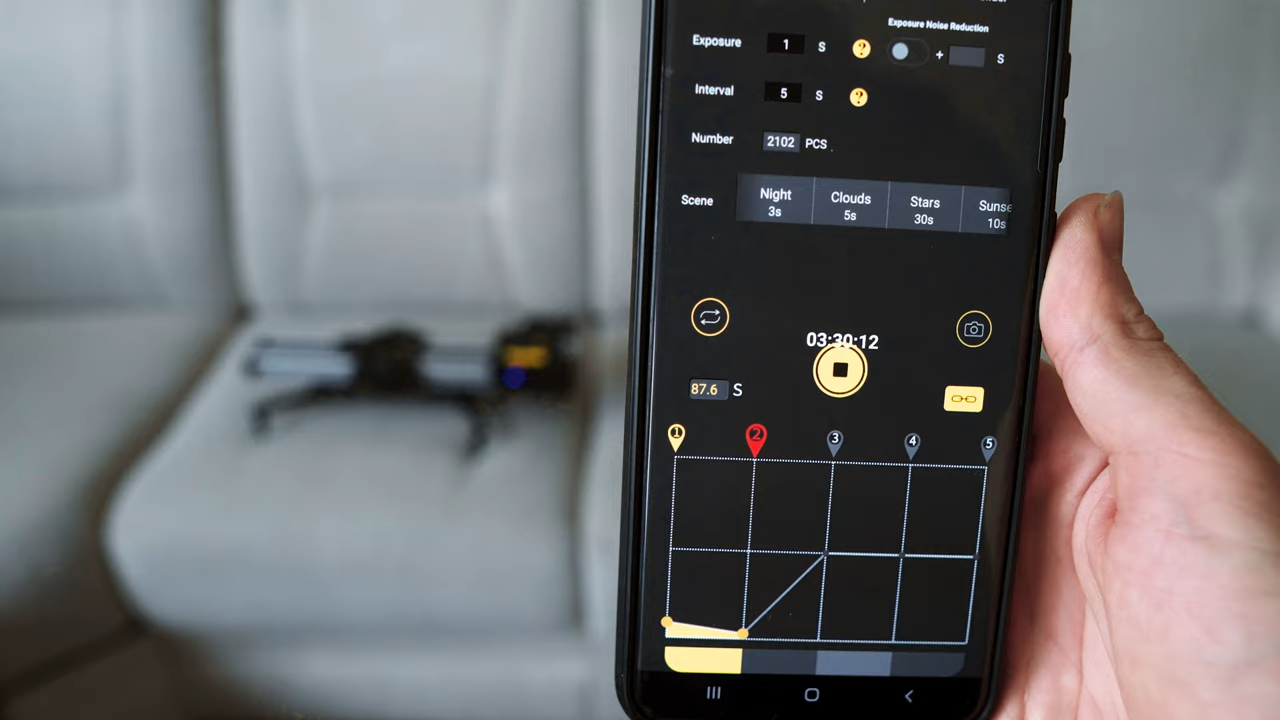 Exposure Noise Reduction
Exposure 1 S ? + S
Interval 5 S ?
Number 2102 PCS
Scene
Night 3s
Clouds 5s
Stars 30s
Sunse 10s
03:30:12
87.6 S
1 2 3 4 5